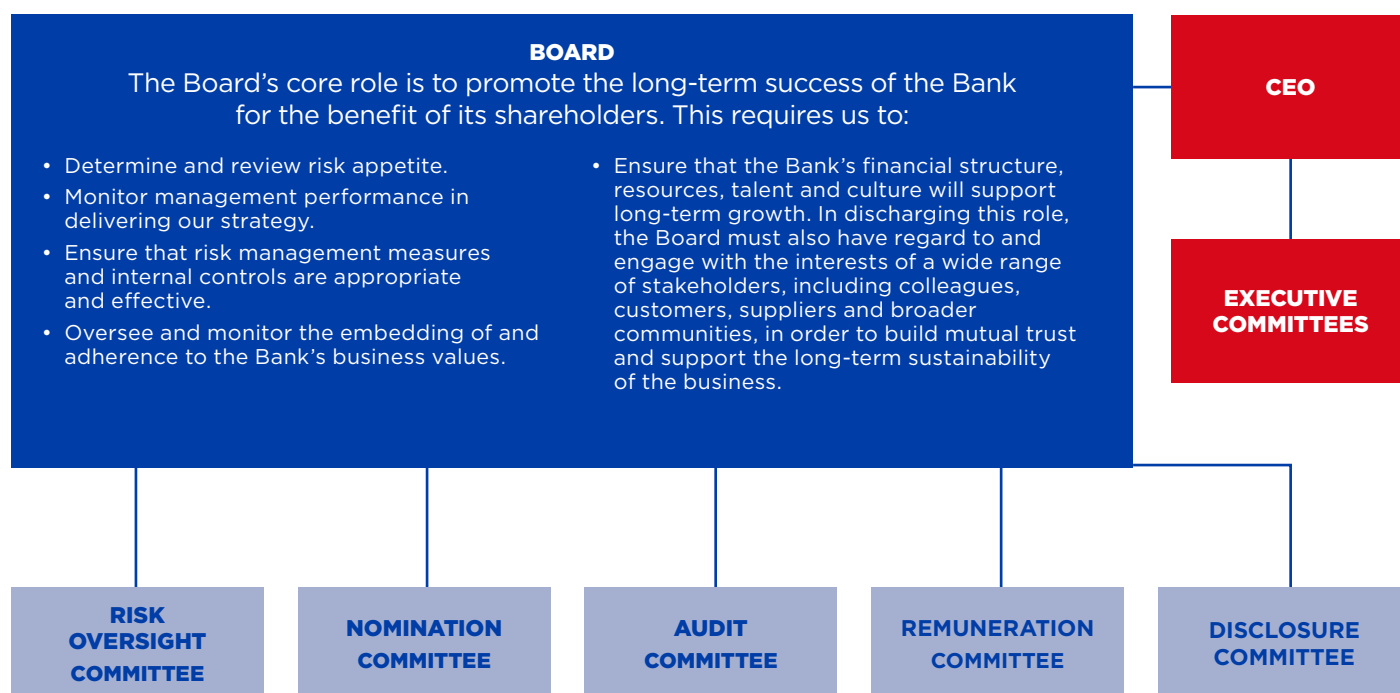 BOARD
The Board’s core role is to promote the long-term success of the Bank
for the benefit of its shareholders. This requires us to:
• Determine and review risk appetite.
• Monitor management performance in
delivering our strategy.
• Ensure that risk management measures
and internal controls are appropriate
and effective.
• Oversee and monitor the embedding of and
adherence to the Bank’s business values.
• Ensure that the Bank’s financial structure,
resources, talent and culture will support
long-term growth. In discharging this role,
the Board must also have regard to and
engage with the interests of a wide range
of stakeholders, including colleagues,
customers, suppliers and broader
communities, in order to build mutual trust
and support the long-term sustainability
of the business.
CEO
EXECUTIVE
COMMITTEES
RISK
OVERSIGHT
COMMITTEE
NOMINATION
COMMITTEE
AUDIT
COMMITTEE
REMUNERATION
COMMITTEE
DISCLOSURE
COMMITTEE